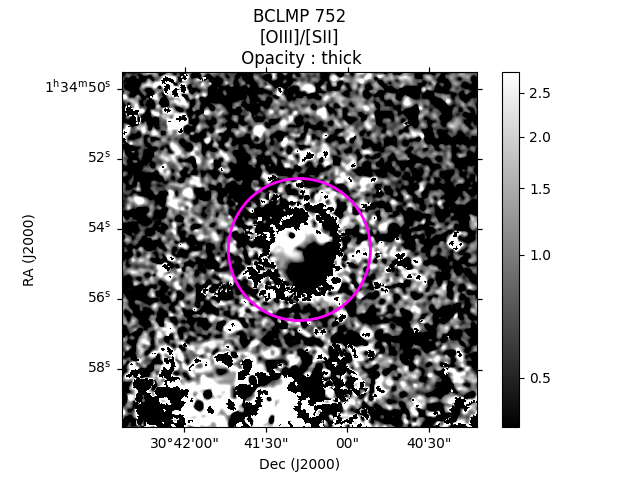 BCLMP 752
[OIII]/[SII]
Opacity : thick
1ʰ34ᵐ50ˢ
52ˢ
54ˢ
56ˢ
58ˢ
RA (J2000)
30°42'00" 41'30" 00" 40'30"
Dec (J2000)
2.5
2.0
1.5
1.0
0.5